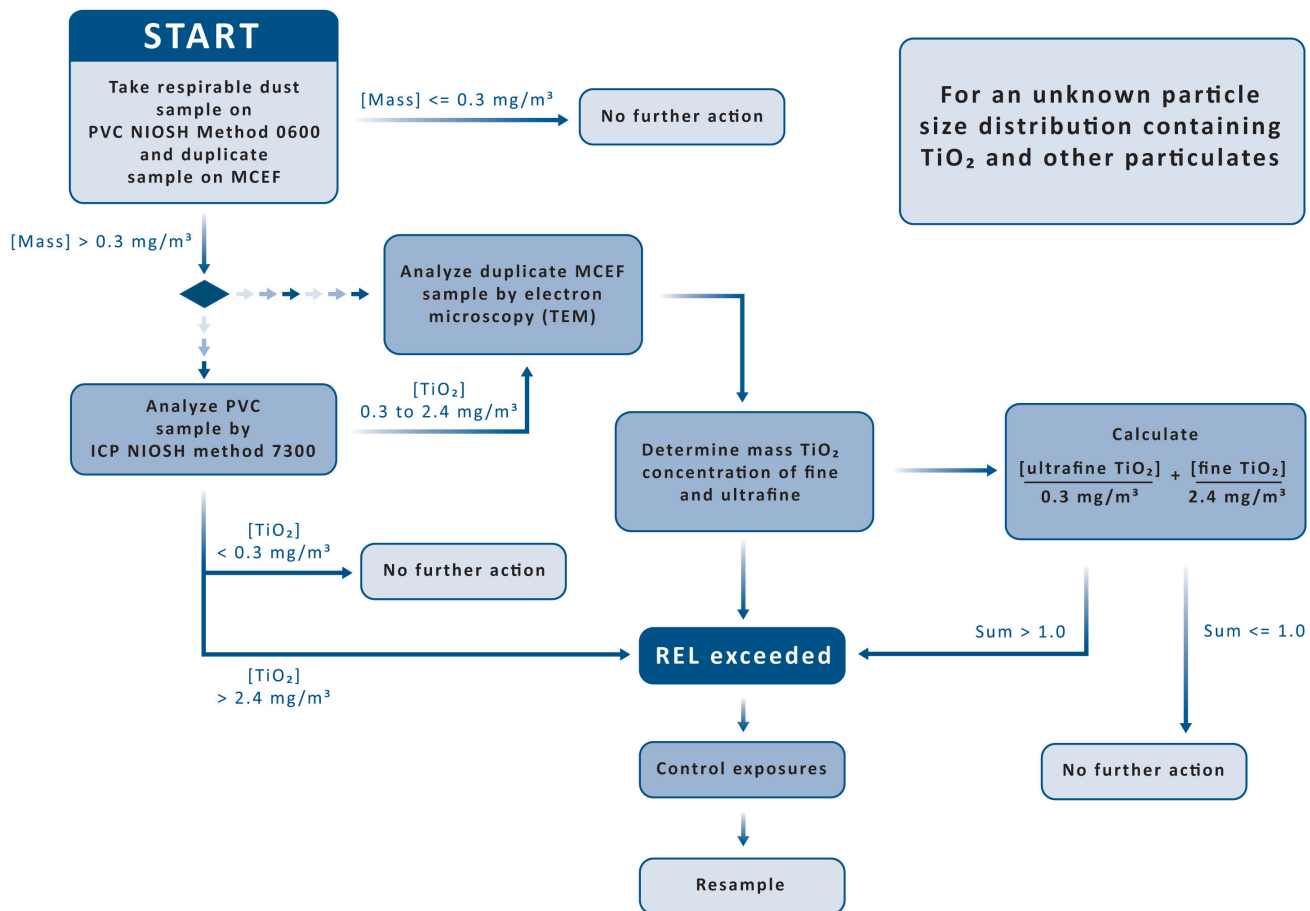 START
Take respirable dust
sample on
PVC NIOSH Method 0600
and duplicate
sample on MCEF
[Mass] <= 0.3 mg/m³
No further action
For an unknown particle
size distribution containing
TiO₂ and other particulates
[Mass] > 0.3 mg/m³
Analyze duplicate MCEF
sample by electron
microscopy (TEM)
Analyze PVC
sample by
ICP NIOSH method 7300
[TiO₂]
0.3 to 2.4 mg/m³
Determine mass TiO₂
concentration of fine
and ultrafine
Calculate
[ultrafine TiO₂]
0.3 mg/m³
+
[fine TiO₂]
2.4 mg/m³
[TiO₂]
< 0.3 mg/m³
No further action
[TiO₂]
> 2.4 mg/m³
REL exceeded
Sum > 1.0
Sum <= 1.0
Control exposures
No further action
Resample